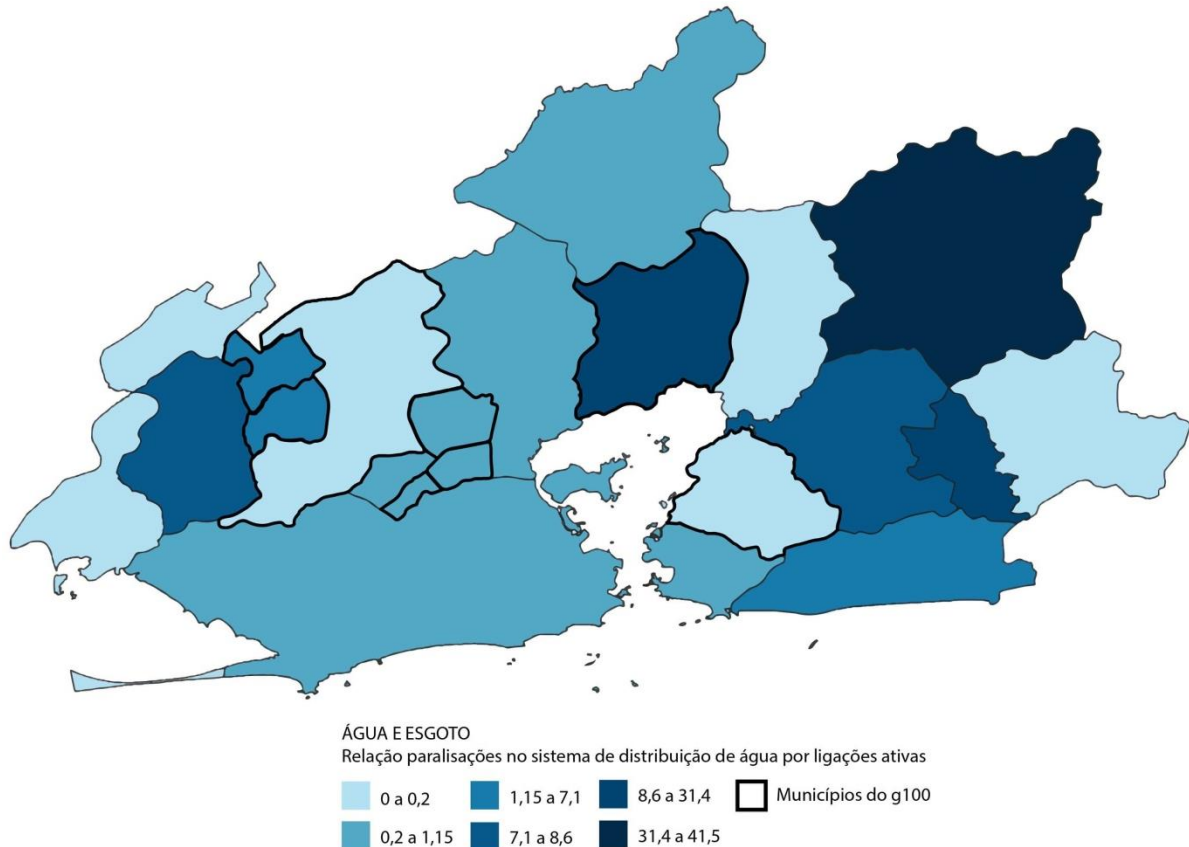 ÁGUA E ESGOTO
Relação paralisações no sistema de distribuição de água por ligações ativas
0 a 0,2
1,15 a 7,1
8,6 a 31,4
Municípios do g100
0,2 a 1,15
7,1 a 8,6
31,4 a 41,5